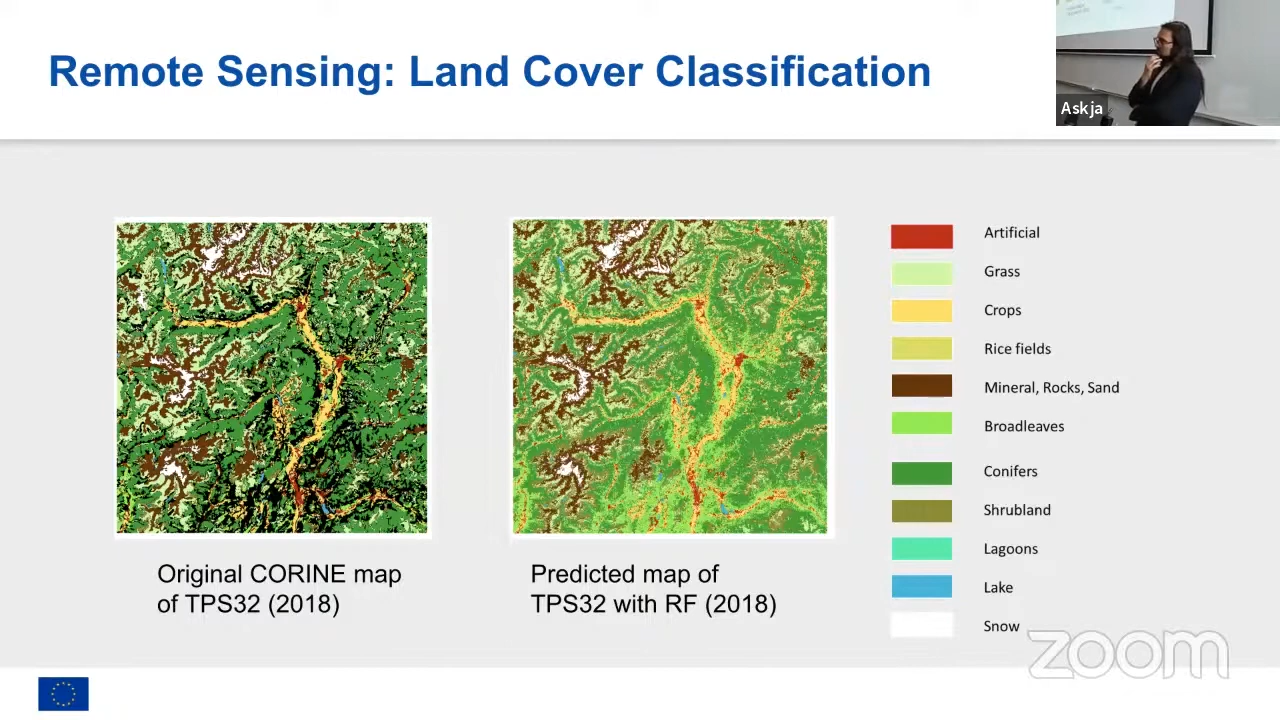 Remote Sensing: Land Cover Classification
Askja
Artificial
Grass
Crops
Rice fields
Mineral, Rocks, Sand
Broadleaves
Conifers
Shrubland
Lagoons
Lake
Snow
Original CORINE map
of TPS32 (2018)
Predicted map of
TPS32 with RF (2018)
zoom